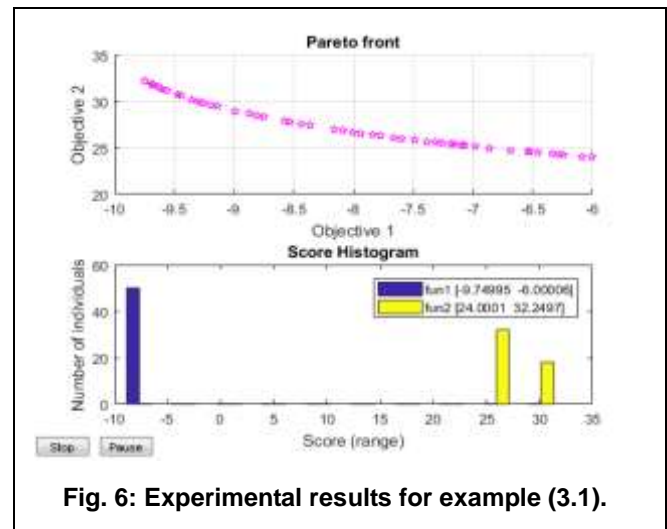 Pareto front
Objective 2
35
30
25
20
-10 -9.5 -9 -8.5 -8 -7.5 -7 -6.5 -6
Objective 1
Score Histogram
Number of individuals
60
40
20
0
fun1 [-9.74995 -6.00006]
fun2 [24.0001 32.2497]
-10 -5 0 5 10 15 20 25 30 35
Score (range)
Stop Pause
Fig. 6: Experimental results for example (3.1).